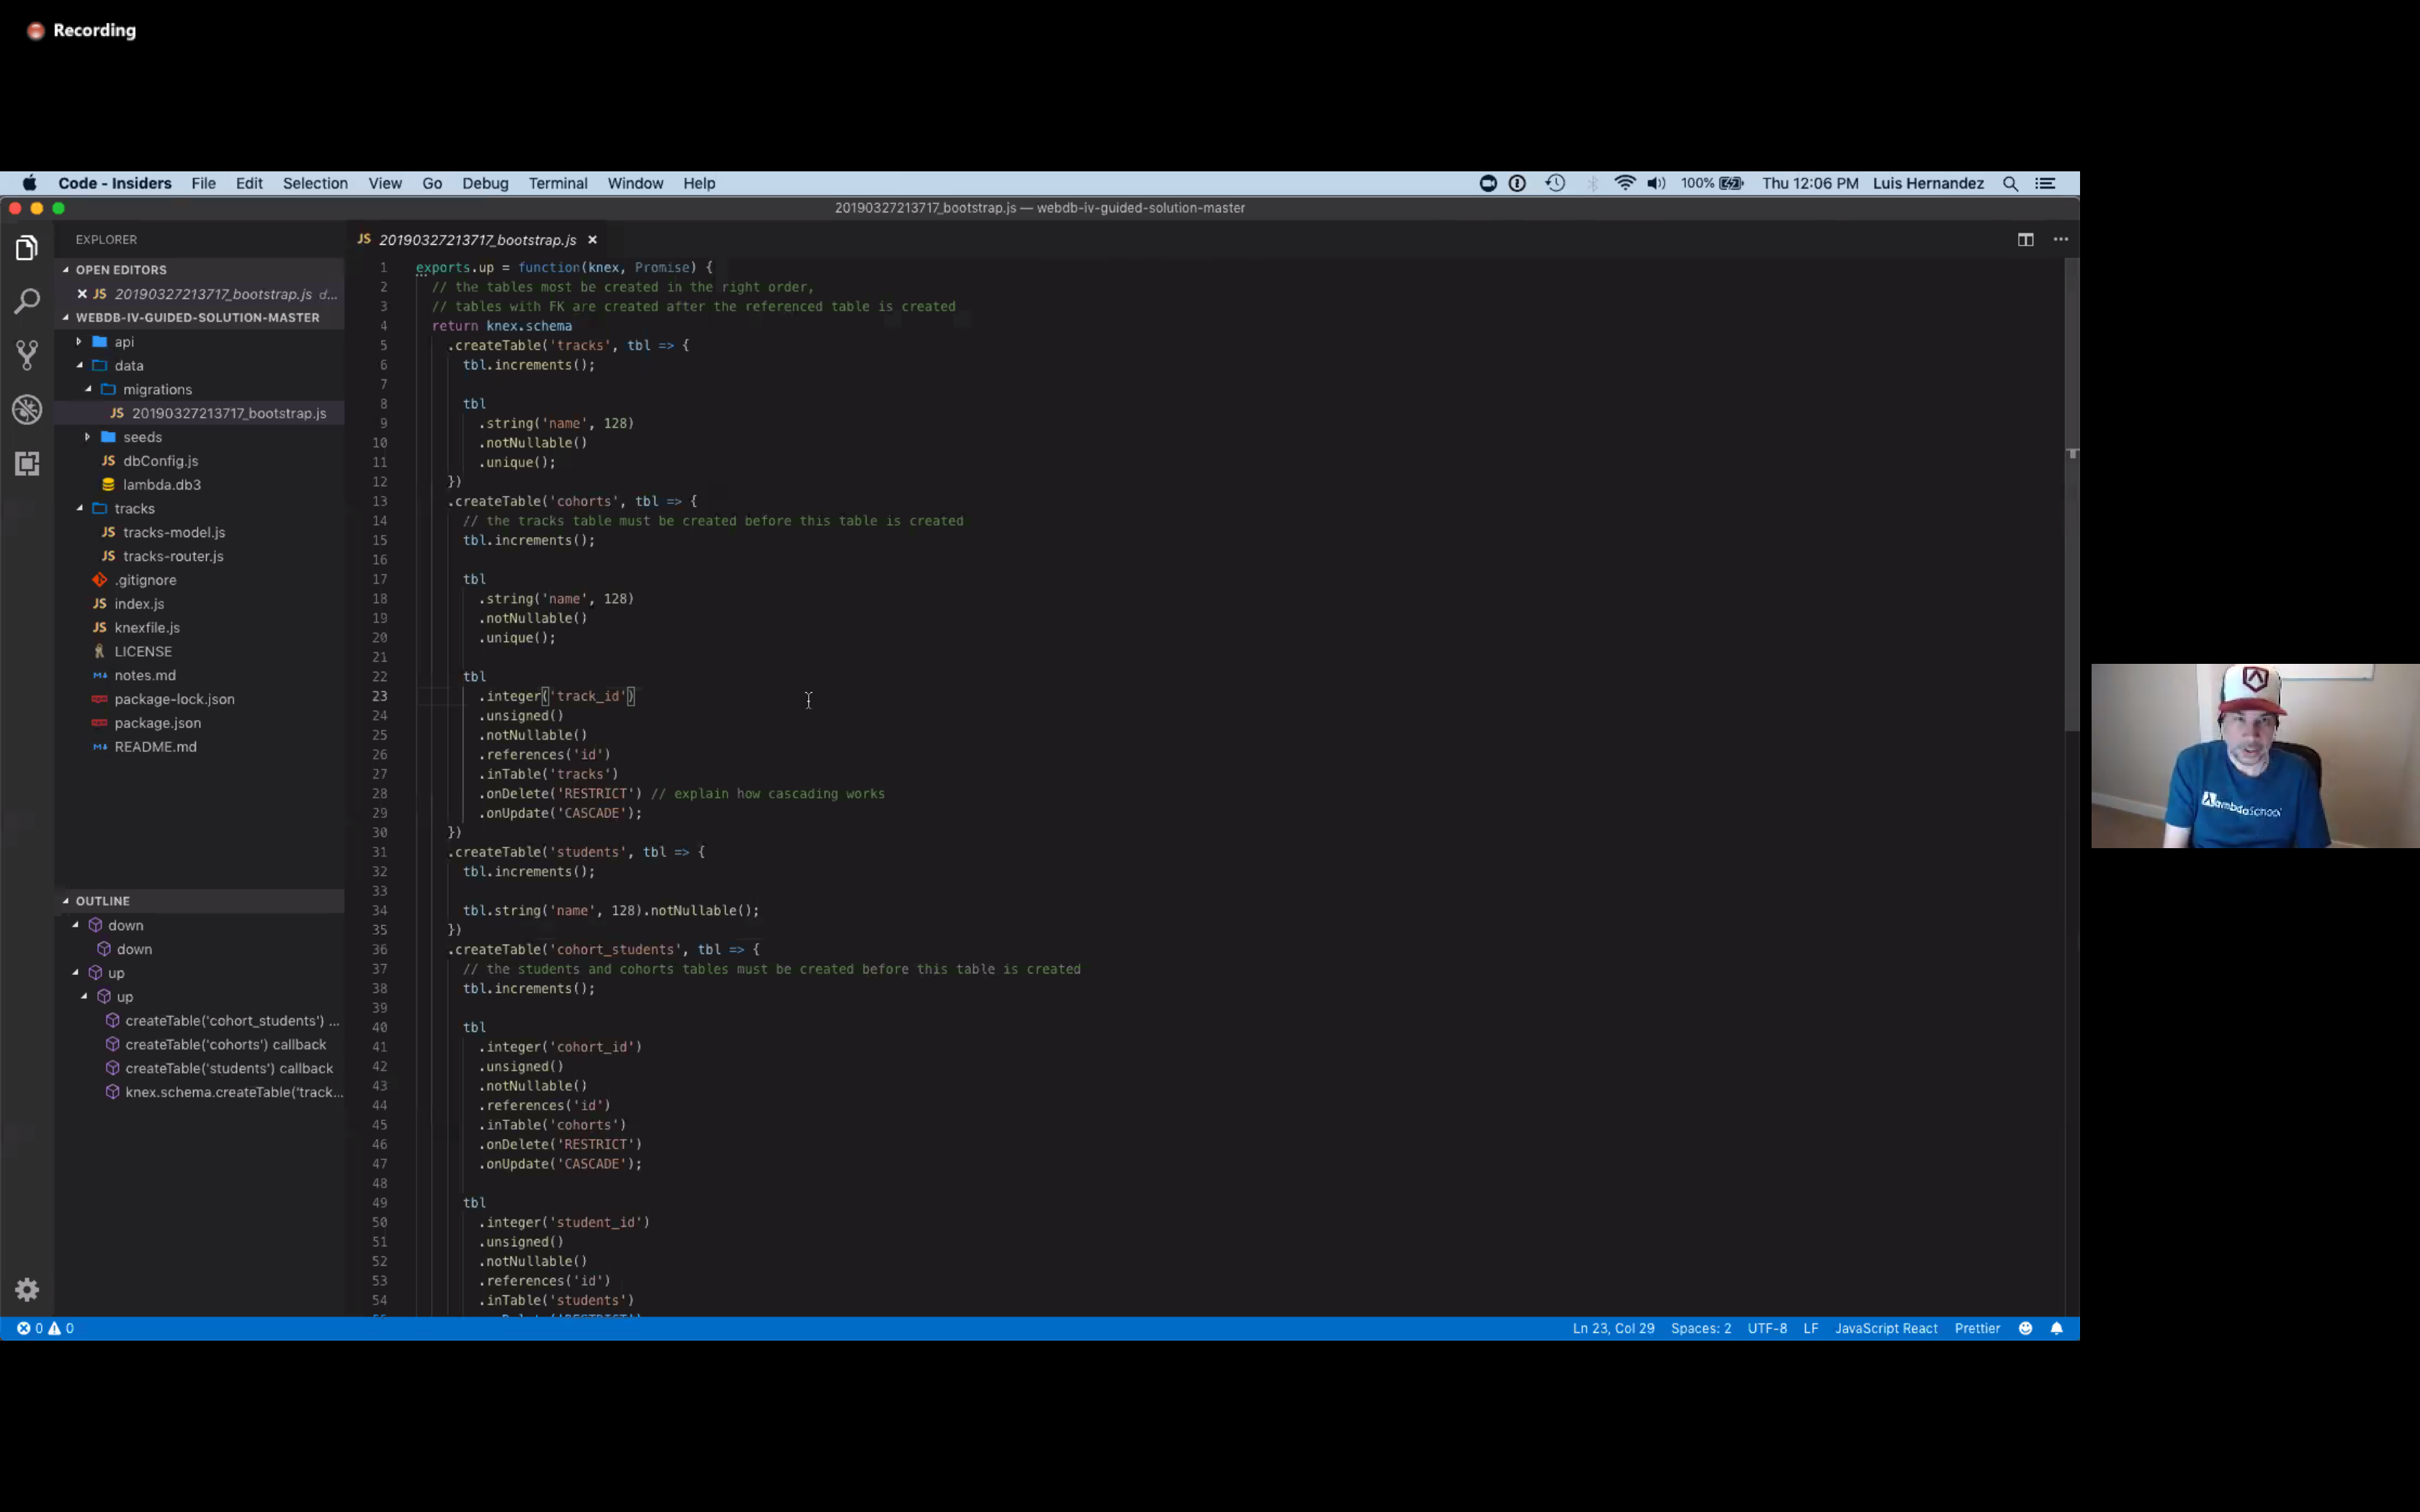 Recording
Code - Insiders File Edit Selection View Go Debug Terminal Window Help 100% Thu 12:06 PM Luis Hernandez
20190327213717_bootstrap.js — webdb-iv-guided-solution-master
EXPLORER
OPEN EDITORS
JS 20190327213717_bootstrap.js d...
WEBDB-IV-GUIDED-SOLUTION-MASTER
api
data
migrations
JS 20190327213717_bootstrap.js
seeds
JS dbConfig.js
lambda.db3
tracks
JS tracks-model.js
JS tracks-router.js
.gitignore
JS index.js
JS knexfile.js
LICENSE
notes.md
package-lock.json
package.json
README.md
OUTLINE
down
down
up
up
createTable('cohort_students') ...
createTable('cohorts') callback
createTable('students') callback
knex.schema.createTable('track...
JS 20190327213717_bootstrap.js
1 exports.up = function(knex, Promise) {
2 // the tables most be created in the right order,
3 // tables with FK are created after the referenced table is created
4 return knex.schema
5 .createTable('tracks', tbl => {
6 tbl.increments();
7
8 tbl
9 .string('name', 128)
10 .notNullable()
11 .unique();
12 })
13 .createTable('cohorts', tbl => {
14 // the tracks table must be created before this table is created
15 tbl.increments();
16
17 tbl
18 .string('name', 128)
19 .notNullable()
20 .unique();
21
22 tbl
23 .integer('track_id')
24 .unsigned()
25 .notNullable()
26 .references('id')
27 .inTable('tracks')
28 .onDelete('RESTRICT') // explain how cascading works
29 .onUpdate('CASCADE');
30 })
31 .createTable('students', tbl => {
32 tbl.increments();
33
34 tbl.string('name', 128).notNullable();
35 })
36 .createTable('cohort_students', tbl => {
37 // the students and cohorts tables must be created before this table is created
38 tbl.increments();
39
40 tbl
41 .integer('cohort_id')
42 .unsigned()
43 .notNullable()
44 .references('id')
45 .inTable('cohorts')
46 .onDelete('RESTRICT')
47 .onUpdate('CASCADE');
48
49 tbl
50 .integer('student_id')
51 .unsigned()
52 .notNullable()
53 .references('id')
54 .inTable('students')
0 0 Ln 23, Col 29 Spaces: 2 UTF-8 LF JavaScript React Prettier
LambdaSchool